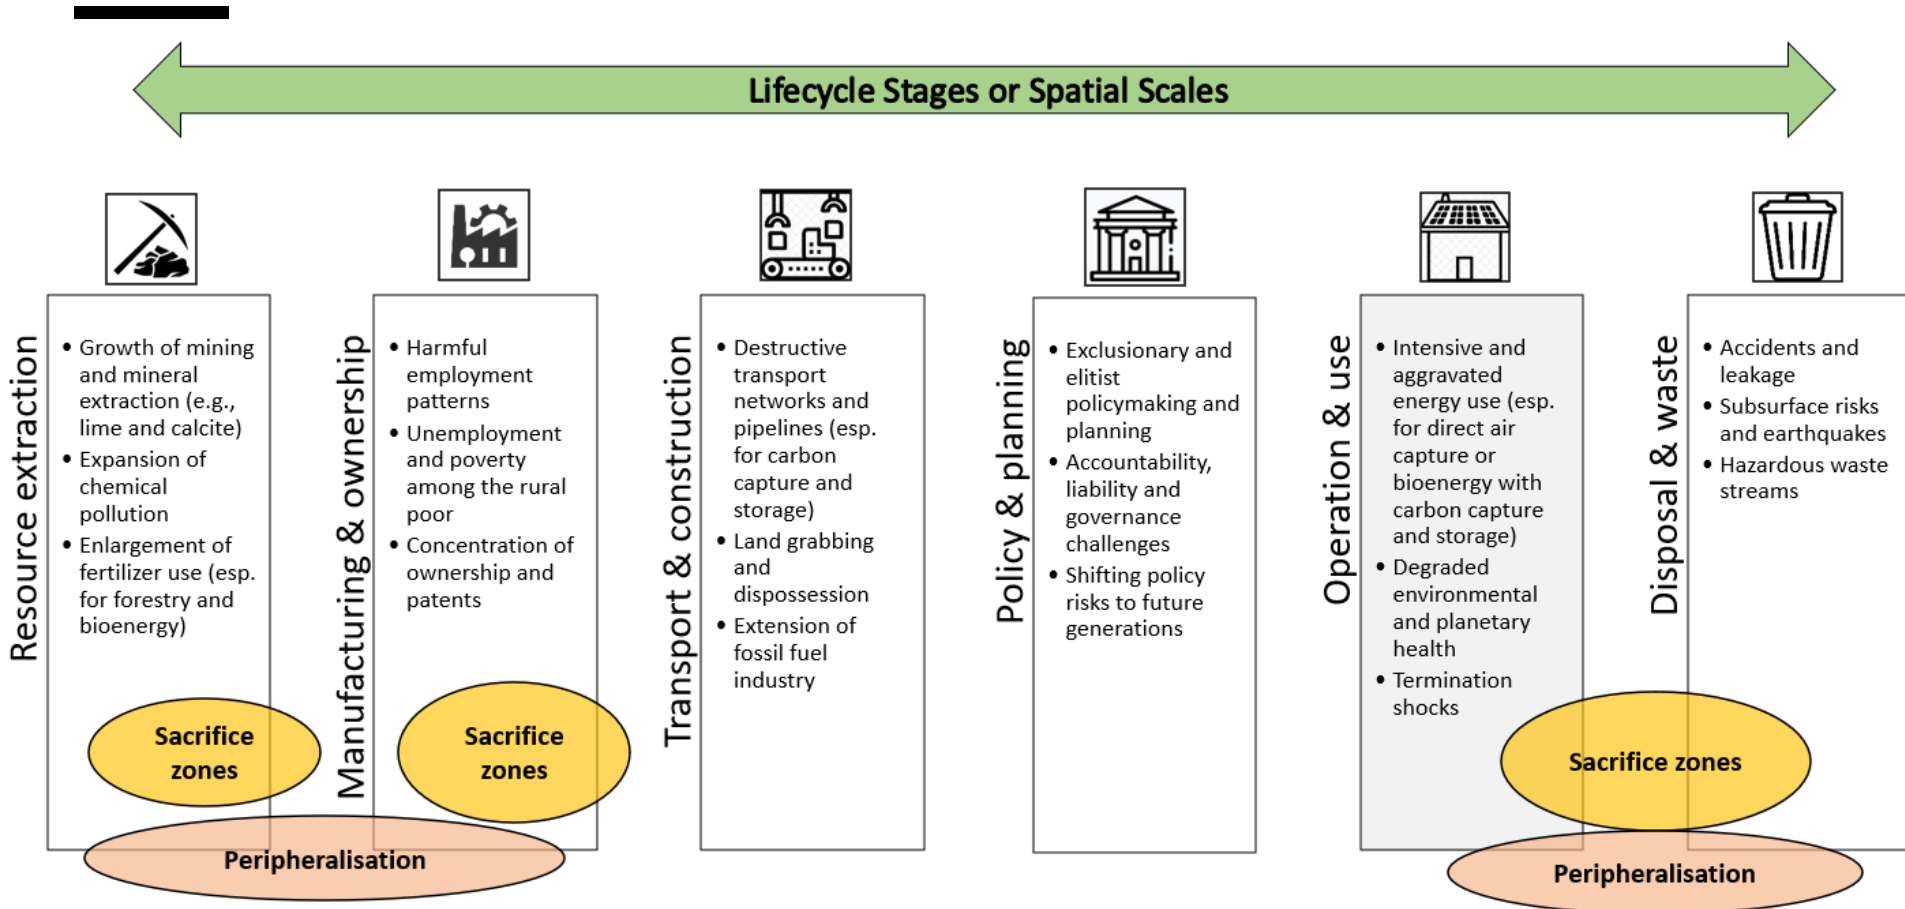 Lifecycle Stages or Spatial Scales
Resource extraction
• Growth of mining
and mineral
extraction (e.g.,
lime and calcite)
• Expansion of
chemical
pollution
• Enlargement of
fertilizer use (esp.
for forestry and
bioenergy)
Sacrifice
zones
Manufacturing & ownership
• Harmful
employment
patterns
• Unemployment
and poverty
among the rural
poor
• Concentration of
ownership and
patents
Sacrifice
zones
Peripheralisation
Transport & construction
• Destructive
transport
networks and
pipelines (esp.
for carbon
capture and
storage)
• Land grabbing
and
dispossession
• Extension of
fossil fuel
industry
Policy & planning
• Exclusionary and
elitist
policymaking and
planning
• Accountability,
liability and
governance
challenges
• Shifting policy
risks to future
generations
Operation & use
• Intensive and
aggravated
energy use (esp.
for direct air
capture or
bioenergy with
carbon capture
and storage)
• Degraded
environmental
and planetary
health
• Termination
shocks
Disposal & waste
• Accidents and
leakage
• Subsurface risks
and earthquakes
• Hazardous waste
streams
Sacrifice zones
Peripheralisation